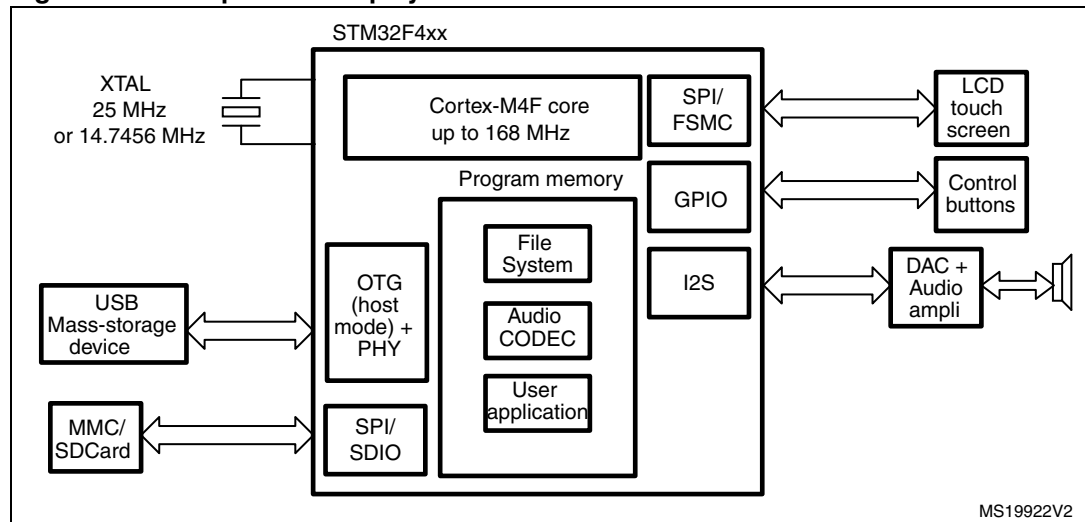 STM32F4xx
XTAL
25 MHz
or 14.7456 MHz
Cortex-M4F core
up to 168 MHz
SPI/
FSMC
LCD
touch
screen
Program memory
GPIO
Control
buttons
File
System
I2S
DAC +
Audio
ampli
OTG
(host
mode) +
PHY
USB
Mass-storage
device
Audio
CODEC
User
application
MMC/
SDCard
SPI/
SDIO
MS19922V2